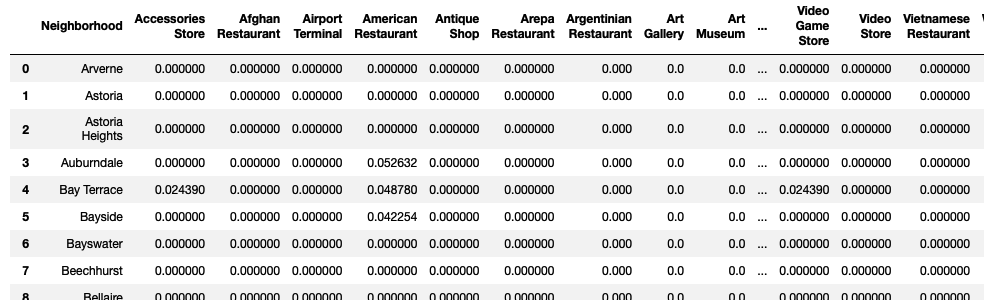 Neighborhood Accessories Store Afghan Restaurant Airport Terminal American Restaurant Antique Shop Arepa Restaurant Argentinian Restaurant Art Gallery Art Museum ... Video Game Store Video Store Vietnamese Restaurant
0 Arverne 0.000000 0.000000 0.000000 0.000000 0.000000 0.000000 0.000 0.0 0.0 ... 0.000000 0.000000 0.000000
1 Astoria 0.000000 0.000000 0.000000 0.000000 0.000000 0.000000 0.000 0.0 0.0 ... 0.000000 0.000000 0.000000
2 Astoria Heights 0.000000 0.000000 0.000000 0.000000 0.000000 0.000000 0.000 0.0 0.0 ... 0.000000 0.000000 0.000000
3 Auburndale 0.000000 0.000000 0.000000 0.052632 0.000000 0.000000 0.000 0.0 0.0 ... 0.000000 0.000000 0.000000
4 Bay Terrace 0.024390 0.000000 0.000000 0.048780 0.000000 0.000000 0.000 0.0 0.0 ... 0.024390 0.000000 0.000000
5 Bayside 0.000000 0.000000 0.000000 0.042254 0.000000 0.000000 0.000 0.0 0.0 ... 0.000000 0.000000 0.000000
6 Bayswater 0.000000 0.000000 0.000000 0.000000 0.000000 0.000000 0.000 0.0 0.0 ... 0.000000 0.000000 0.000000
7 Beechhurst 0.000000 0.000000 0.000000 0.000000 0.000000 0.000000 0.000 0.0 0.0 ... 0.000000 0.000000 0.000000
8 Bellaire 0.000000 0.000000 0.000000 0.000000 0.000000 0.000000 0.000 0.0 0.0 ... 0.000000 0.000000 0.000000